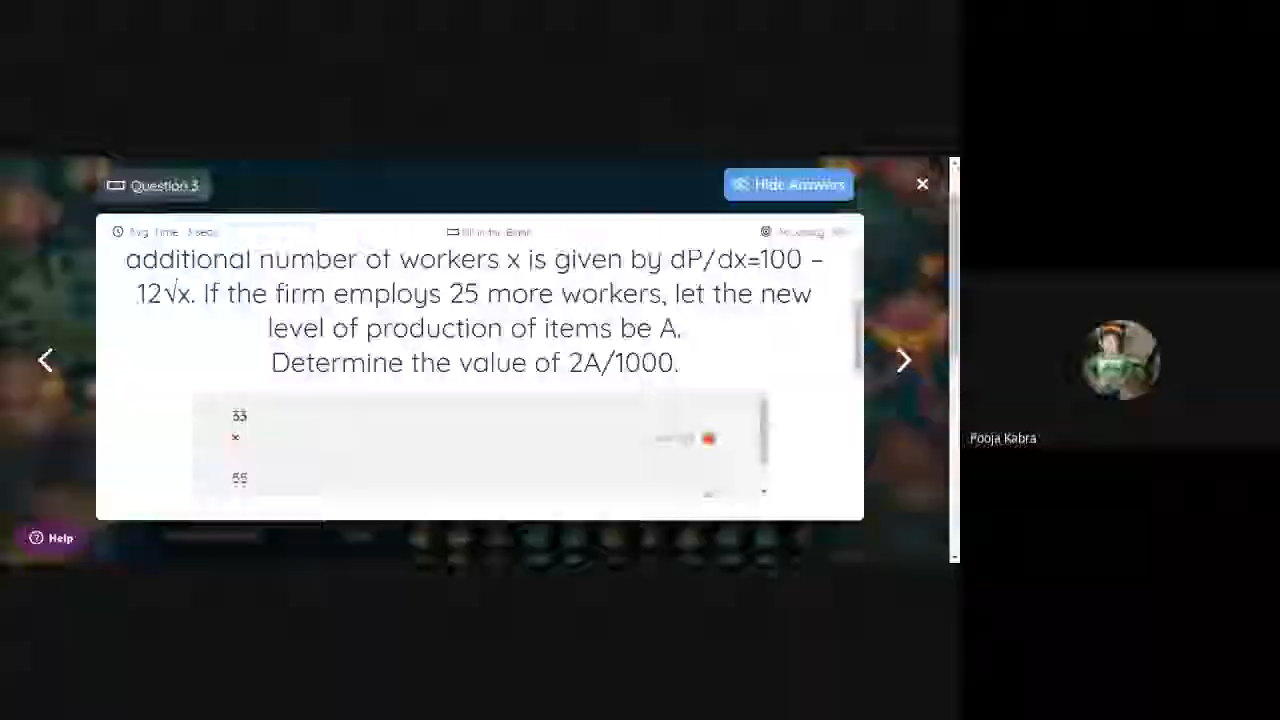 Question 3
Hide Answers
additional number of workers x is given by dP/dx=100 –
12√x. If the firm employs 25 more workers, let the new
level of production of items be A.
Determine the value of 2A/1000.
Help
Pooja Kabra